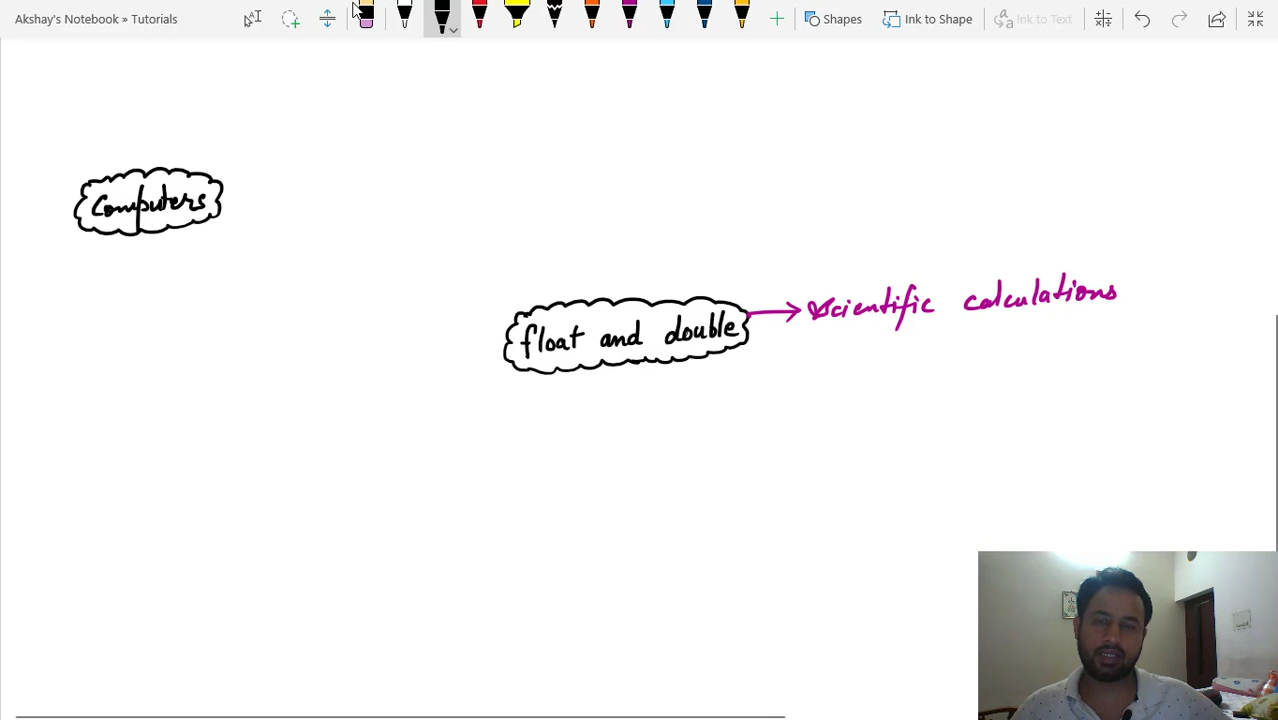 Akshay's Notebook » Tutorials
Shapes
Ink to Shape
Ink to Text
Computers
float and double
scientific calculations